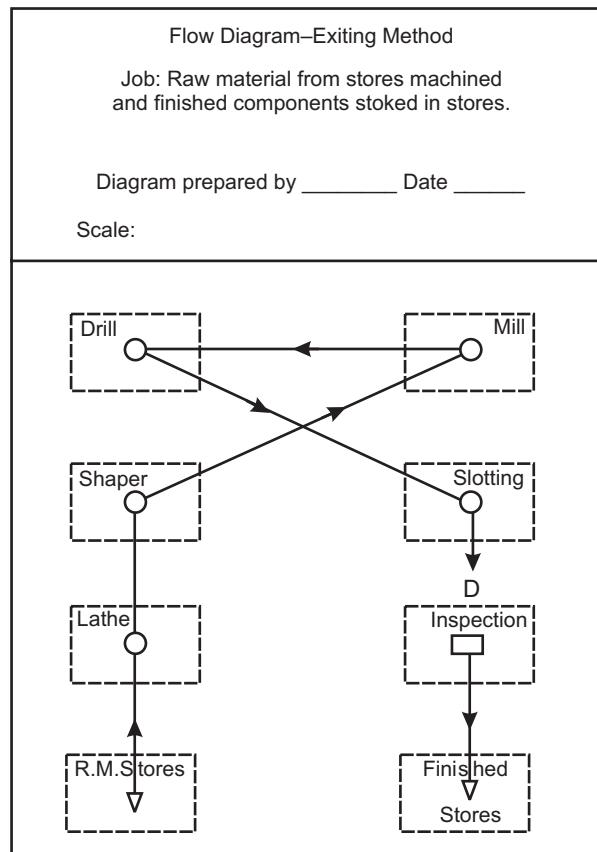 Flow Diagram–Exiting Method
Job: Raw material from stores machined
and finished components stoked in stores.
Diagram prepared by ________ Date ______
Scale:
Drill
Mill
Shaper
Slotting
D
Lathe
Inspection
R.M.Stores
Finished
Stores